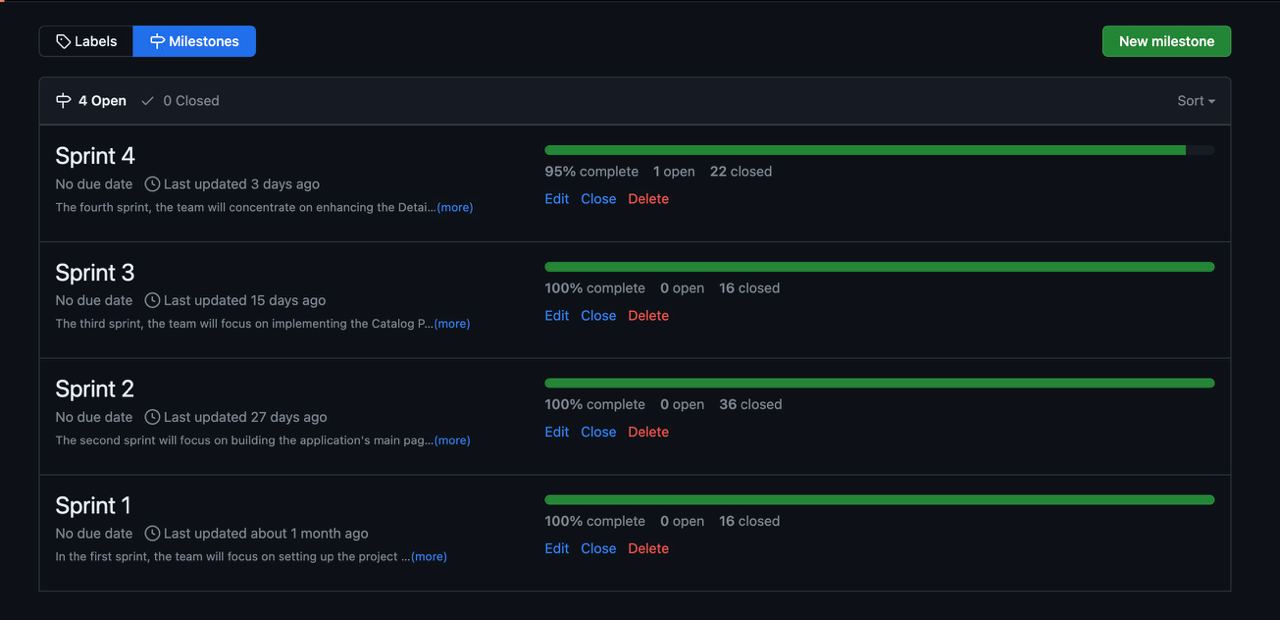 Labels Milestones New milestone
4 Open 0 Closed Sort
Sprint 4
No due date Last updated 3 days ago
The fourth sprint, the team will concentrate on enhancing the Detai...(more)
95% complete 1 open 22 closed
Edit Close Delete
Sprint 3
No due date Last updated 15 days ago
The third sprint, the team will focus on implementing the Catalog P...(more)
100% complete 0 open 16 closed
Edit Close Delete
Sprint 2
No due date Last updated 27 days ago
The second sprint will focus on building the application's main pag...(more)
100% complete 0 open 36 closed
Edit Close Delete
Sprint 1
No due date Last updated about 1 month ago
In the first sprint, the team will focus on setting up the project ...(more)
100% complete 0 open 16 closed
Edit Close Delete